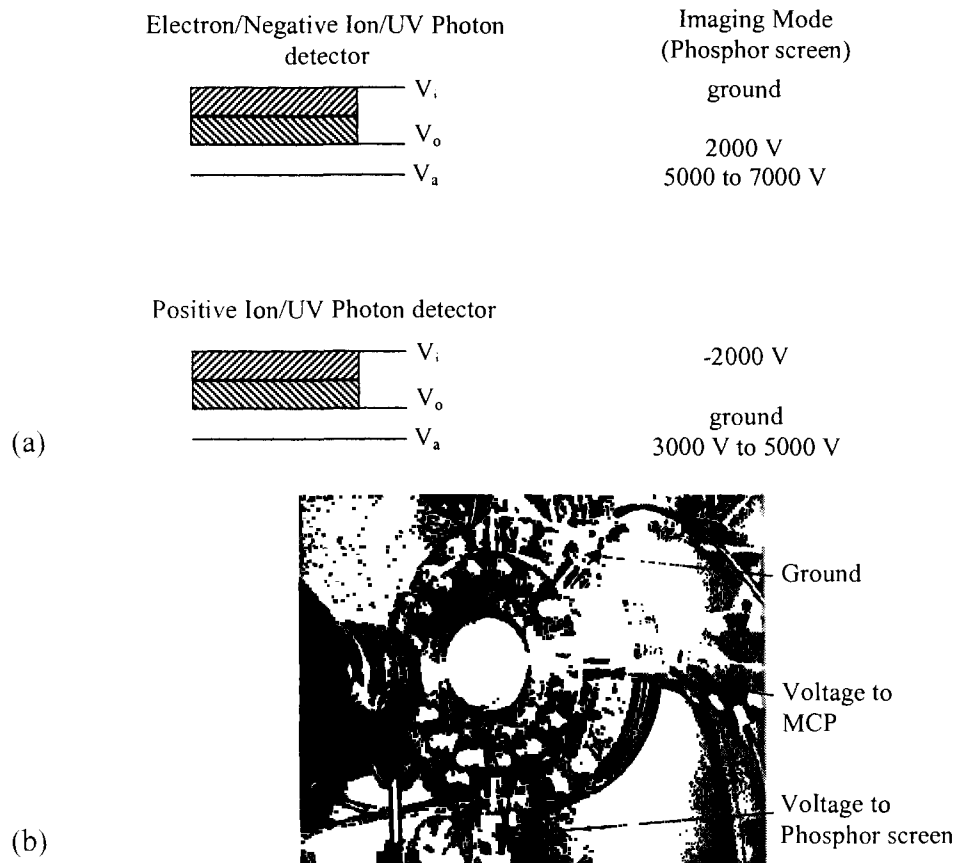 Electron/Negative Ion/UV Photon
detector
Imaging Mode
(Phosphor screen)
Vᵢ
ground
Vₒ
2000 V
Vₐ
5000 to 7000 V
Positive Ion/UV Photon detector
Vᵢ
-2000 V
Vₒ
ground
Vₐ
3000 V to 5000 V
(a)
Ground
Voltage to
MCP
Voltage to
Phosphor screen
(b)